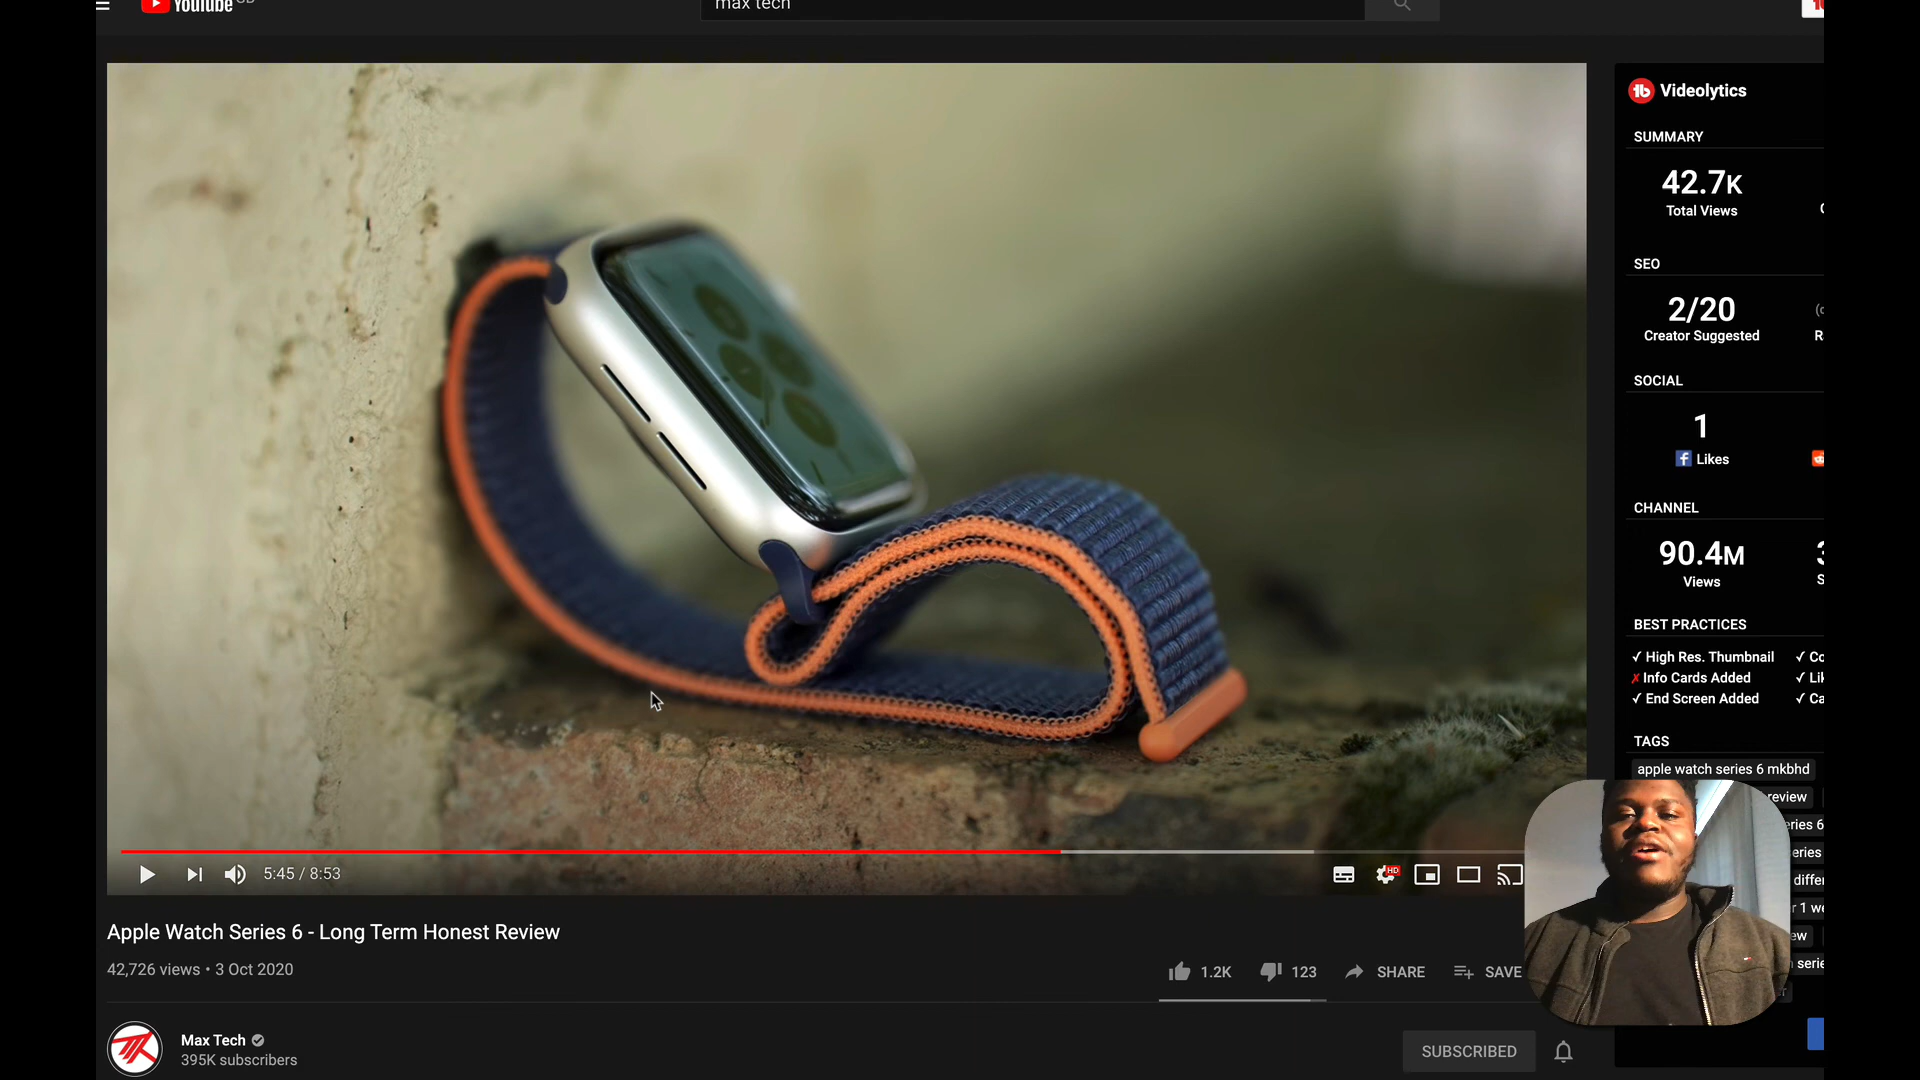 YouTube
max tech
Videolytics
SUMMARY
42.7K
Total Views
SEO
2/20
Creator Suggested
SOCIAL
1
Likes
CHANNEL
90.4M
Views
BEST PRACTICES
✓ High Res. Thumbnail
✗ Info Cards Added
✓ End Screen Added
TAGS
apple watch series 6 mkbhd
review
5:45 / 8:53
HD
Apple Watch Series 6 - Long Term Honest Review
42,726 views • 3 Oct 2020
1.2K
123
SHARE
SAVE
Max Tech
395K subscribers
SUBSCRIBED